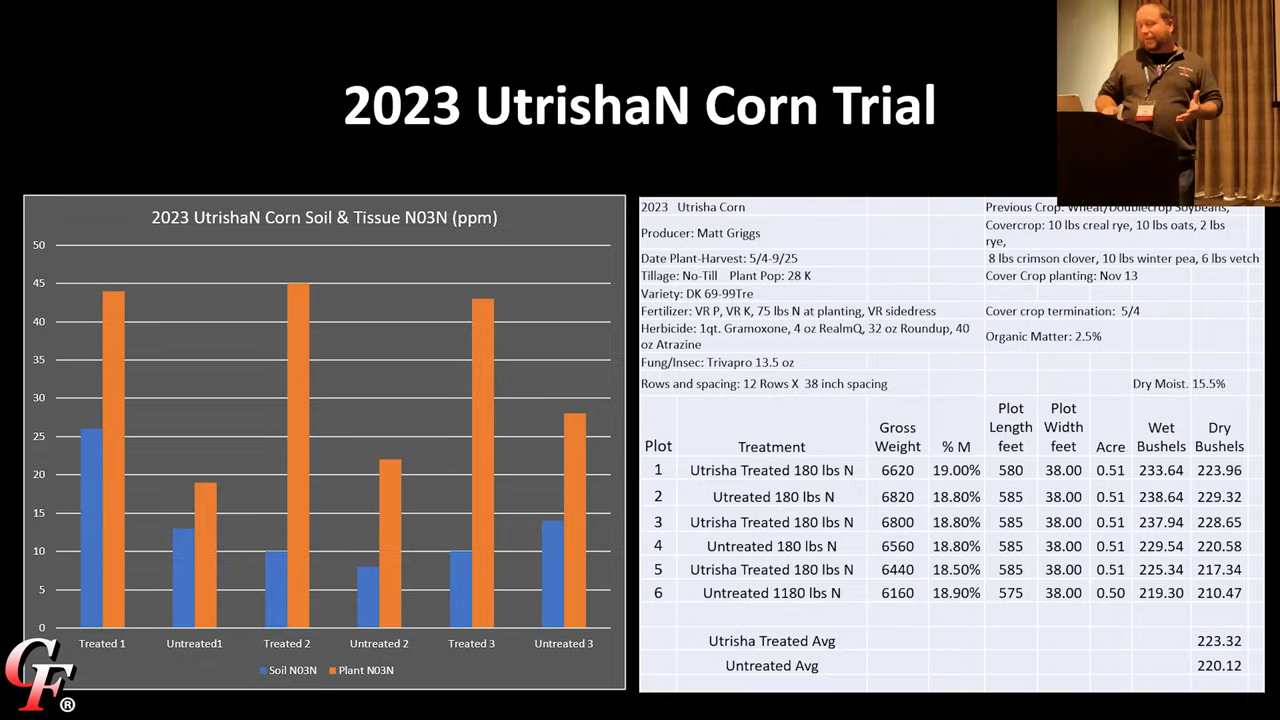 2023 UtrishaN Corn Trial
2023 UtrishaN Corn Soil & Tissue N03N (ppm)
50
45
40
35
30
25
20
15
10
5
0
Treated 1 Untreated1 Treated 2 Untreated 2 Treated 3 Untreated 3
Soil N03N Plant N03N
CF®
2023 Utrisha Corn Previous Crop: Wheat/Doublecrop Soybeans,
Producer: Matt Griggs Covercrop: 10 lbs creal rye, 10 lbs oats, 2 lbs
rye,
Date Plant-Harvest: 5/4-9/25 8 lbs crimson clover, 10 lbs winter pea, 6 lbs vetch
Tillage: No-Till Plant Pop: 28 K Cover Crop planting: Nov 13
Variety: DK 69-99Tre
Fertilizer: VR P, VR K, 75 lbs N at planting, VR sidedress Cover crop termination: 5/4
Herbicide: 1qt. Gramoxone, 4 oz RealmQ, 32 oz Roundup, 40
oz Atrazine Organic Matter: 2.5%
Fung/Insec: Trivapro 13.5 oz
Rows and spacing: 12 Rows X 38 inch spacing Dry Moist. 15.5%
Plot Treatment Gross Weight % M Plot Length feet Plot Width feet Acre Wet Bushels Dry Bushels
1 Utrisha Treated 180 lbs N 6620 19.00% 580 38.00 0.51 233.64 223.96
2 Utreated 180 lbs N 6820 18.80% 585 38.00 0.51 238.64 229.32
3 Utrisha Treated 180 lbs N 6800 18.80% 585 38.00 0.51 237.94 228.65
4 Untreated 180 lbs N 6560 18.80% 585 38.00 0.51 229.54 220.58
5 Utrisha Treated 180 lbs N 6440 18.50% 585 38.00 0.51 225.34 217.34
6 Untreated 1180 lbs N 6160 18.90% 575 38.00 0.50 219.30 210.47
Utrisha Treated Avg 223.32
Untreated Avg 220.12